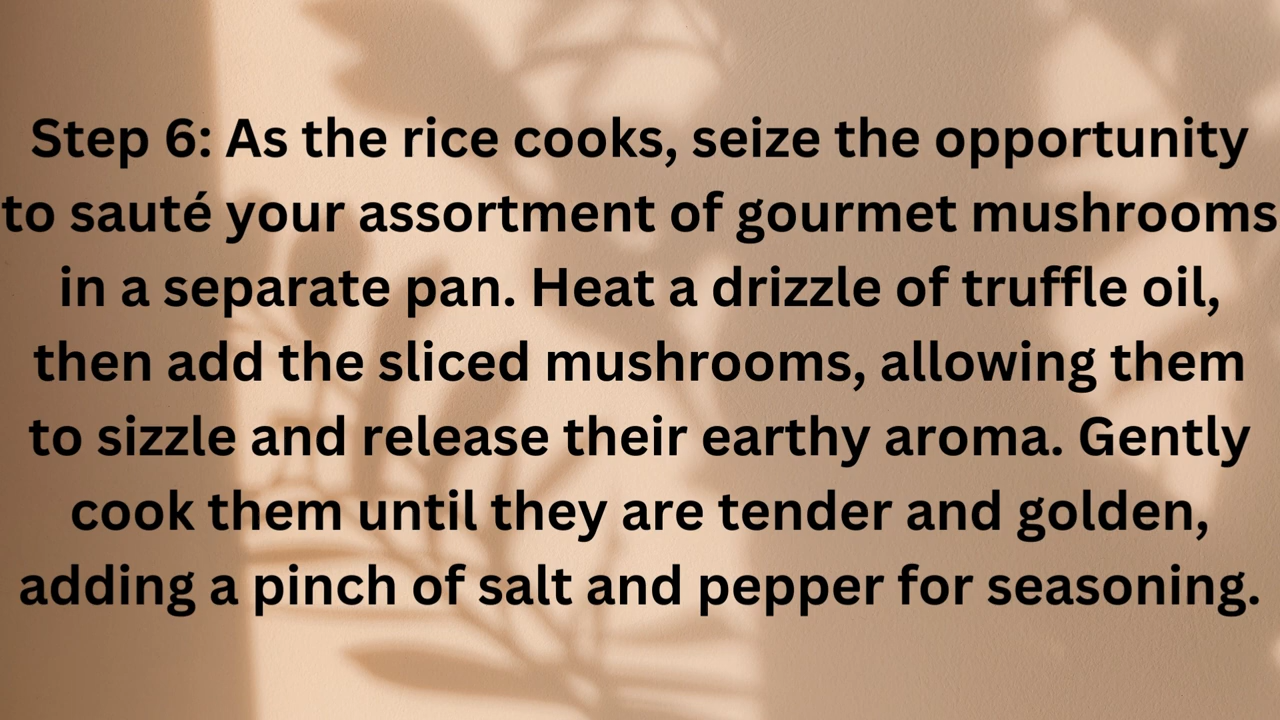 Step 6: As the rice cooks, seize the opportunity
to sauté your assortment of gourmet mushrooms
in a separate pan. Heat a drizzle of truffle oil,
then add the sliced mushrooms, allowing them
to sizzle and release their earthy aroma. Gently
cook them until they are tender and golden,
adding a pinch of salt and pepper for seasoning.